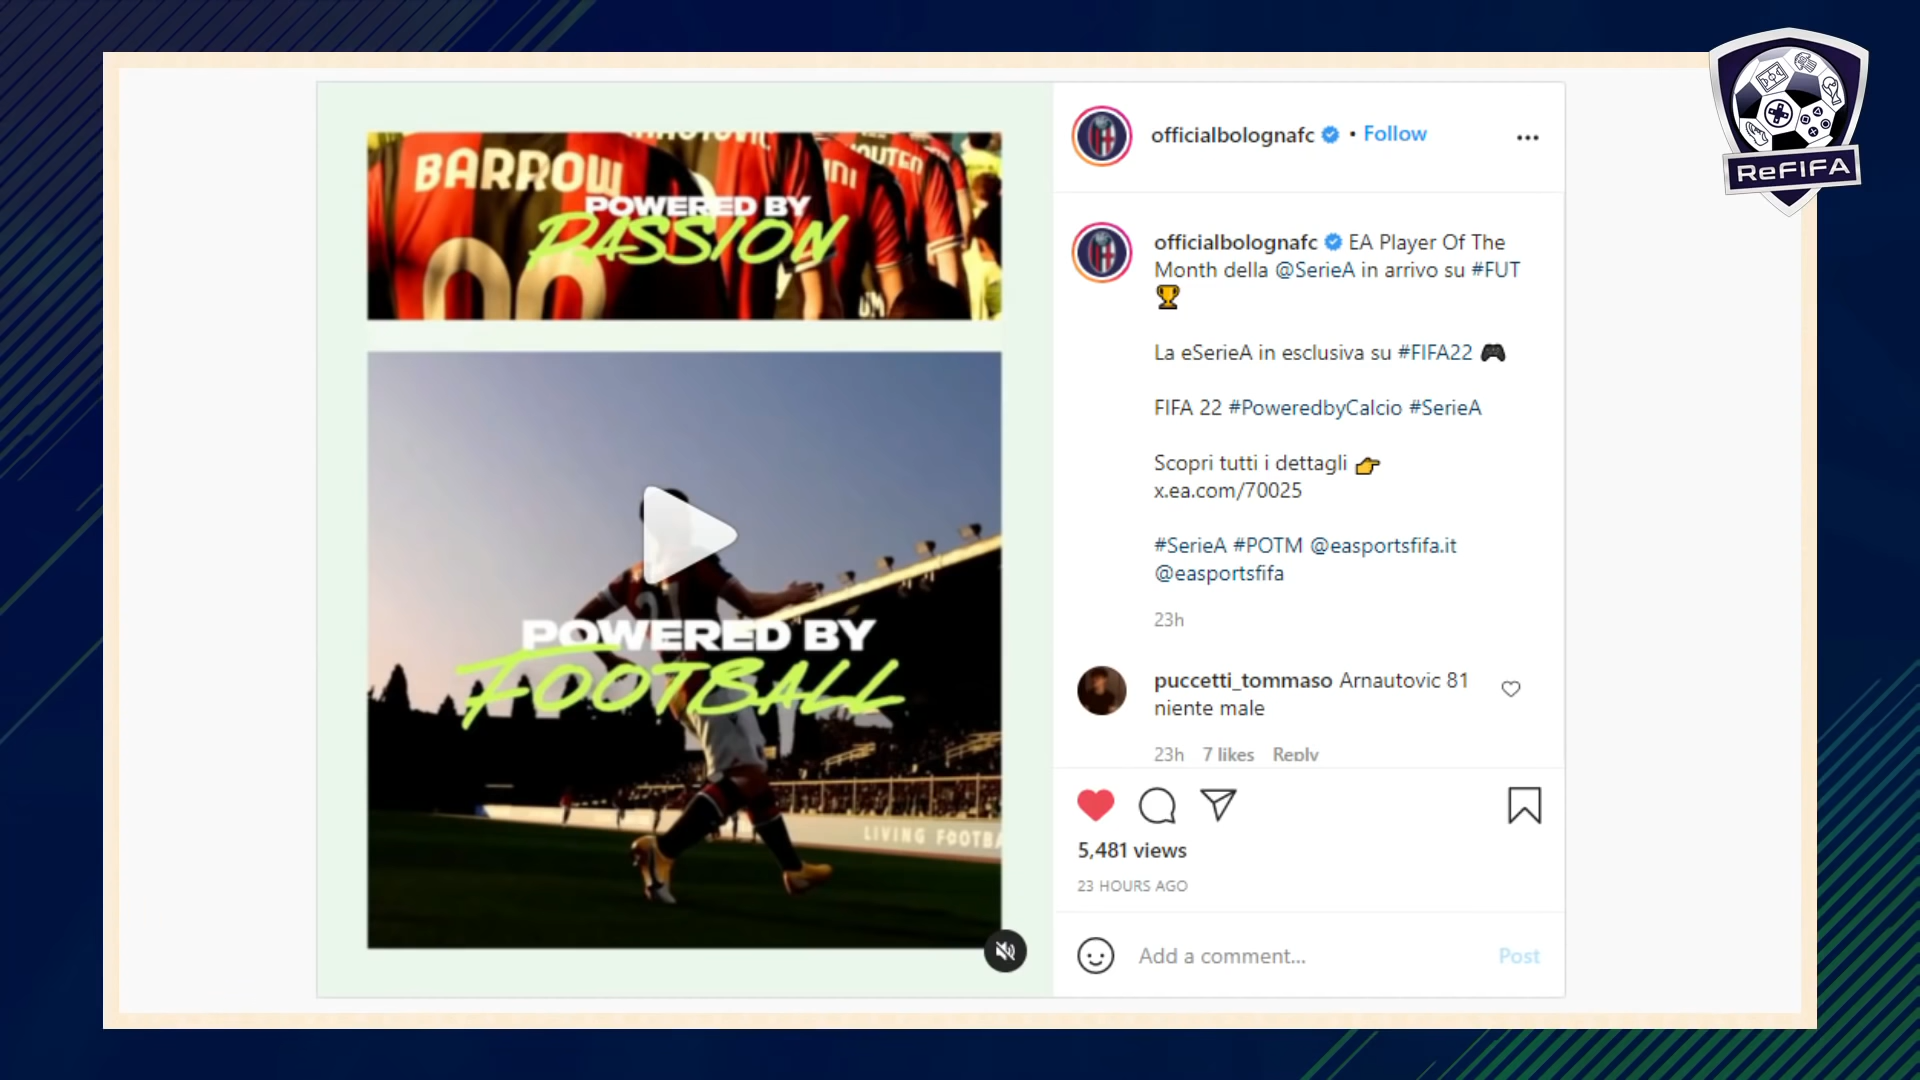 ReFIFA
BARROW
POWERED BY
PASSION
POWERED BY
FOOTBALL
LIVING FOOTBA
officialbolognafc • Follow
officialbolognafc EA Player Of The
Month della @SerieA in arrivo su #FUT
🏆
La eSerieA in esclusiva su #FIFA22 🎮
FIFA 22 #PoweredbyCalcio #SerieA
Scopri tutti i dettagli 👉
x.ea.com/70025
#SerieA #POTM @easportsfifa.it
@easportsfifa
23h
puccetti_tommaso Arnautovic 81
niente male
23h 7 likes Reply
5,481 views
23 HOURS AGO
Add a comment... Post